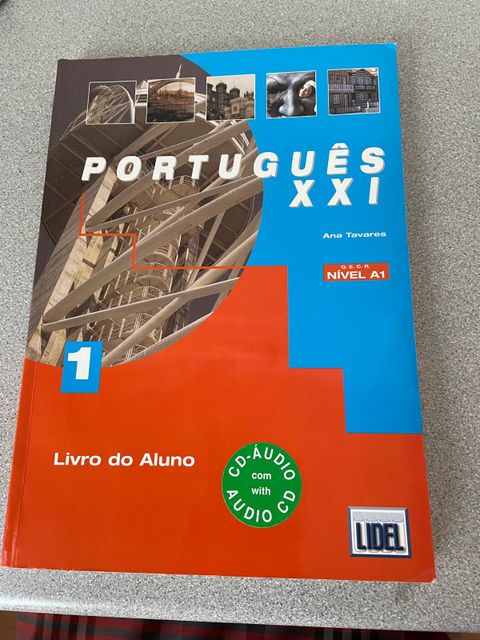 PORTUGUÊS
XXI
Ana Tavares
Q. E. C. R.
NÍVEL A1
1
Livro do Aluno
CD-ÁUDIO
com
with
AUDIO CD
LIDEL